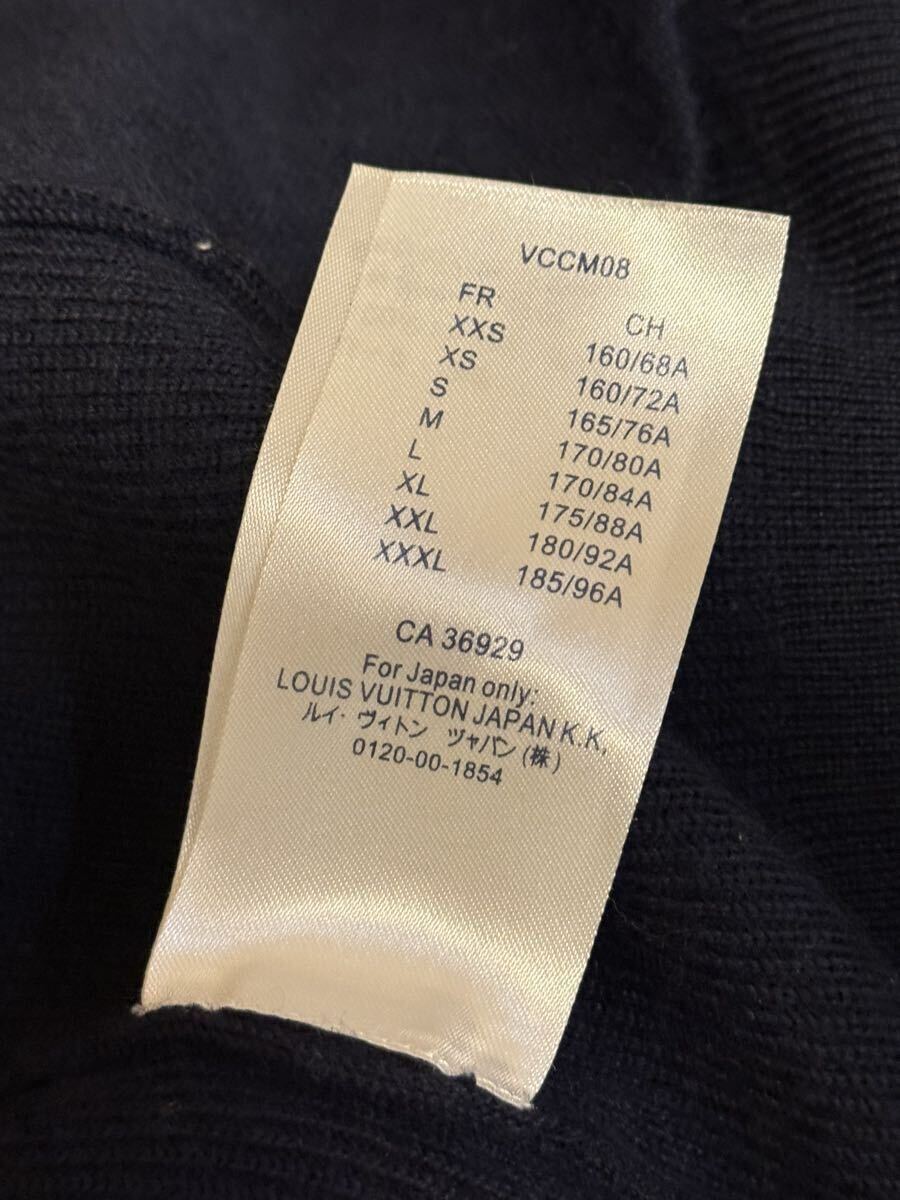 VCCM08
FR CH
XXS 160/68A
XS 160/72A
S 165/76A
M 170/80A
L 170/84A
XL 175/88A
XXL 180/92A
XXXL 185/96A
CA 36929
For Japan only:
LOUIS VUITTON JAPAN K.K.
ルイ・ヴィトン ツャパン(株)
0120-00-1854